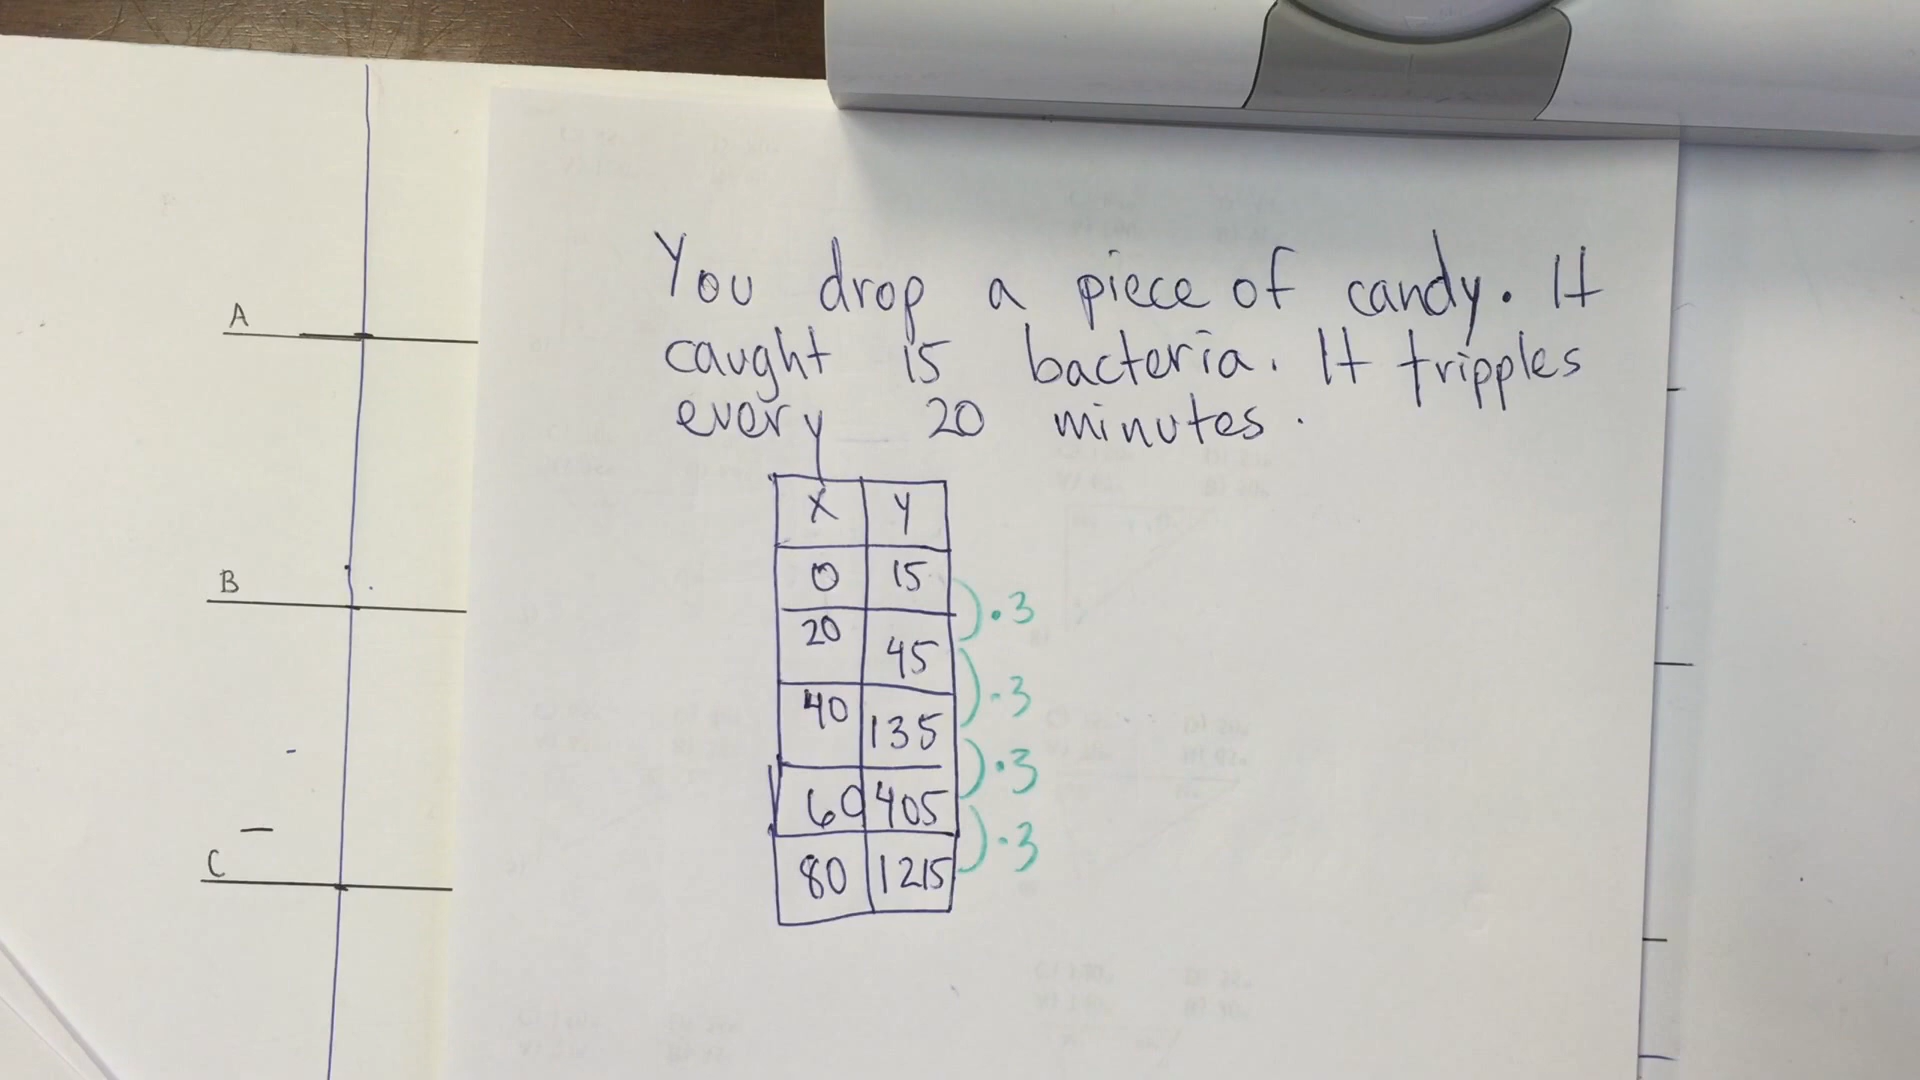 You drop a piece of candy. It
caught 15 bacteria. It tripples
every 20 minutes.
X Y
0 15
·3
20 45
·3
40 135
·3
60 405
·3
80 1215
A
B
C